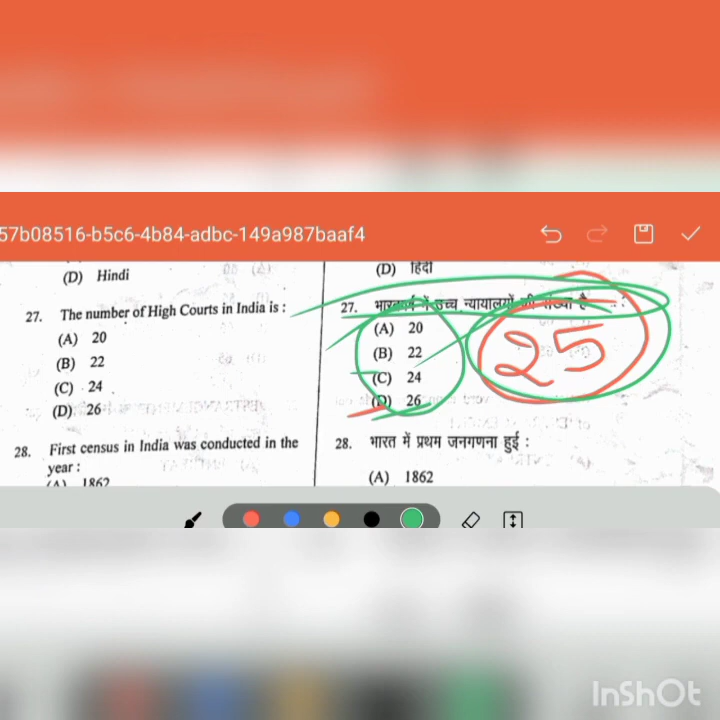 57b08516-b5c6-4b84-adbc-149a987baaf4
(D) Hindi
27. The number of High Courts in India is :
(A) 20
(B) 22
(C) 24
(D) 26
28. First census in India was conducted in the
year :
(A) 1862
(D) हिंदी
27. भारतवर्ष में उच्च न्यायालयों की संख्या है :
(A) 20
(B) 22
(C) 24
(D) 26
25
28. भारत में प्रथम जनगणना हुई :
(A) 1862
InShOt